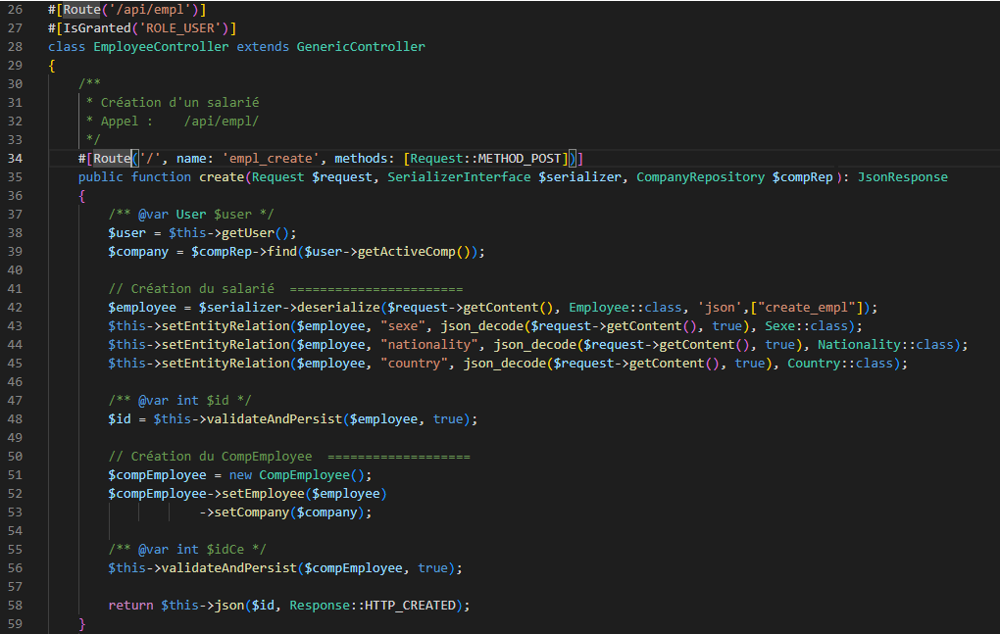 26 #[Route('/api/empl')]
27 #[IsGranted('ROLE_USER')]
28 class EmployeeController extends GenericController
29 {
30     /**
31      * Création d'un salarié
32      * Appel :    /api/empl/
33      */
34     #[Route('/', name: 'empl_create', methods: [Request::METHOD_POST])]
35     public function create(Request $request, SerializerInterface $serializer, CompanyRepository $compRep): JsonResponse
36     {
37         /** @var User $user */
38         $user = $this->getUser();
39         $company = $compRep->find($user->getActiveComp());
40
41         // Création du salarié  =======================
42         $employee = $serializer->deserialize($request->getContent(), Employee::class, 'json',["create_empl"]);
43         $this->setEntityRelation($employee, "sexe", json_decode($request->getContent(), true), Sexe::class);
44         $this->setEntityRelation($employee, "nationality", json_decode($request->getContent(), true), Nationality::class);
45         $this->setEntityRelation($employee, "country", json_decode($request->getContent(), true), Country::class);
46
47         /** @var int $id */
48         $id = $this->validateAndPersist($employee, true);
49
50         // Création du CompEmployee  ===================
51         $compEmployee = new CompEmployee();
52         $compEmployee->setEmployee($employee)
53                     ->setCompany($company);
54
55         /** @var int $idCe */
56         $this->validateAndPersist($compEmployee, true);
57
58         return $this->json($id, Response::HTTP_CREATED);
59     }